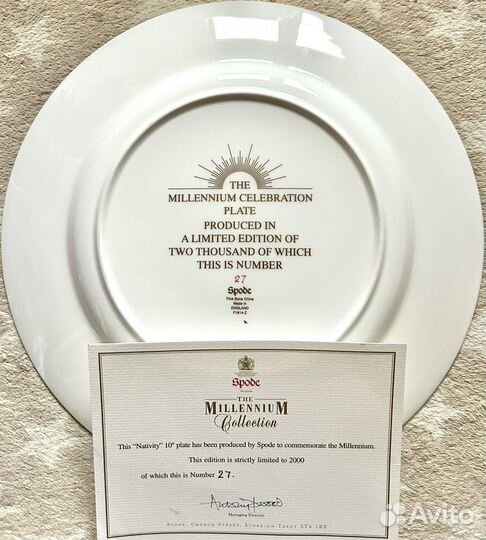 THE
MILLENNIUM CELEBRATION
PLATE
PRODUCED IN
A LIMITED EDITION OF
TWO THOUSAND OF WHICH
THIS IS NUMBER
27
Spode
Fine Bone China
Made in
ENGLAND
F1814-Z
Spode
THE
MILLENNIUM
Collection
This "Nativity" 10" plate has been produced by Spode to commemorate the Millennium.
This edition is strictly limited to 2000
of which this is Number 27.
Managing Director
SPODE, CHURCH STREET, STOKE-ON-TRENT ST4 1BX
Avito